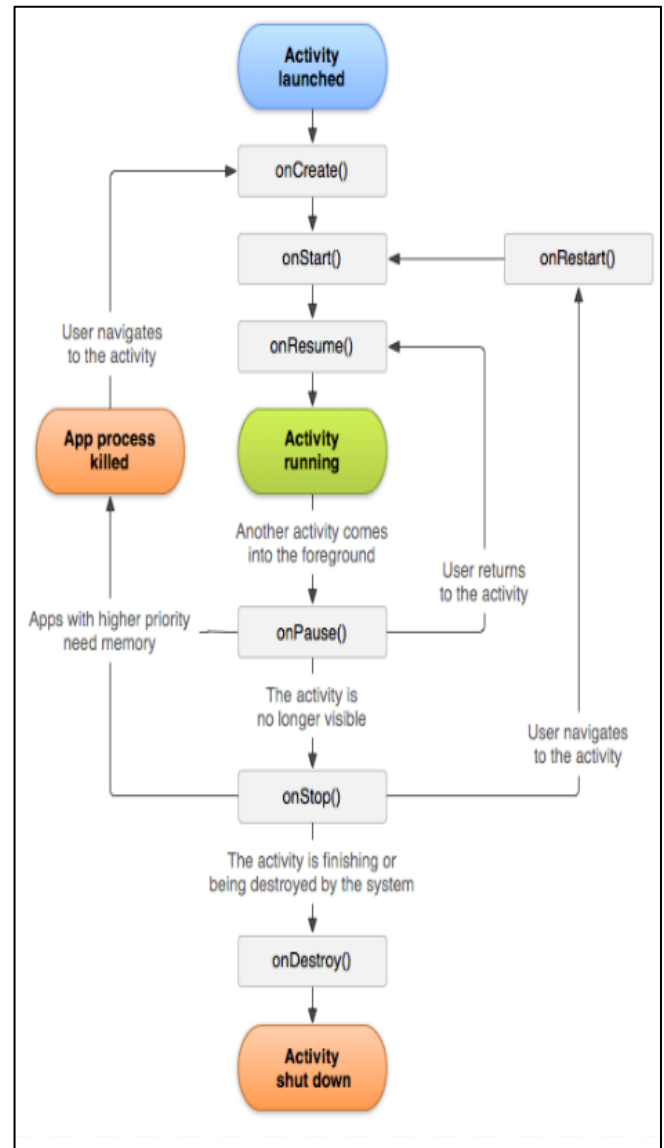 Activity
launched
onCreate()
onStart()
onRestart()
onResume()
User navigates
to the activity
App process
killed
Activity
running
Another activity comes
into the foreground
User returns
to the activity
Apps with higher priority
need memory
onPause()
The activity is
no longer visible
User navigates
to the activity
onStop()
The activity is finishing or
being destroyed by the system
onDestroy()
Activity
shut down